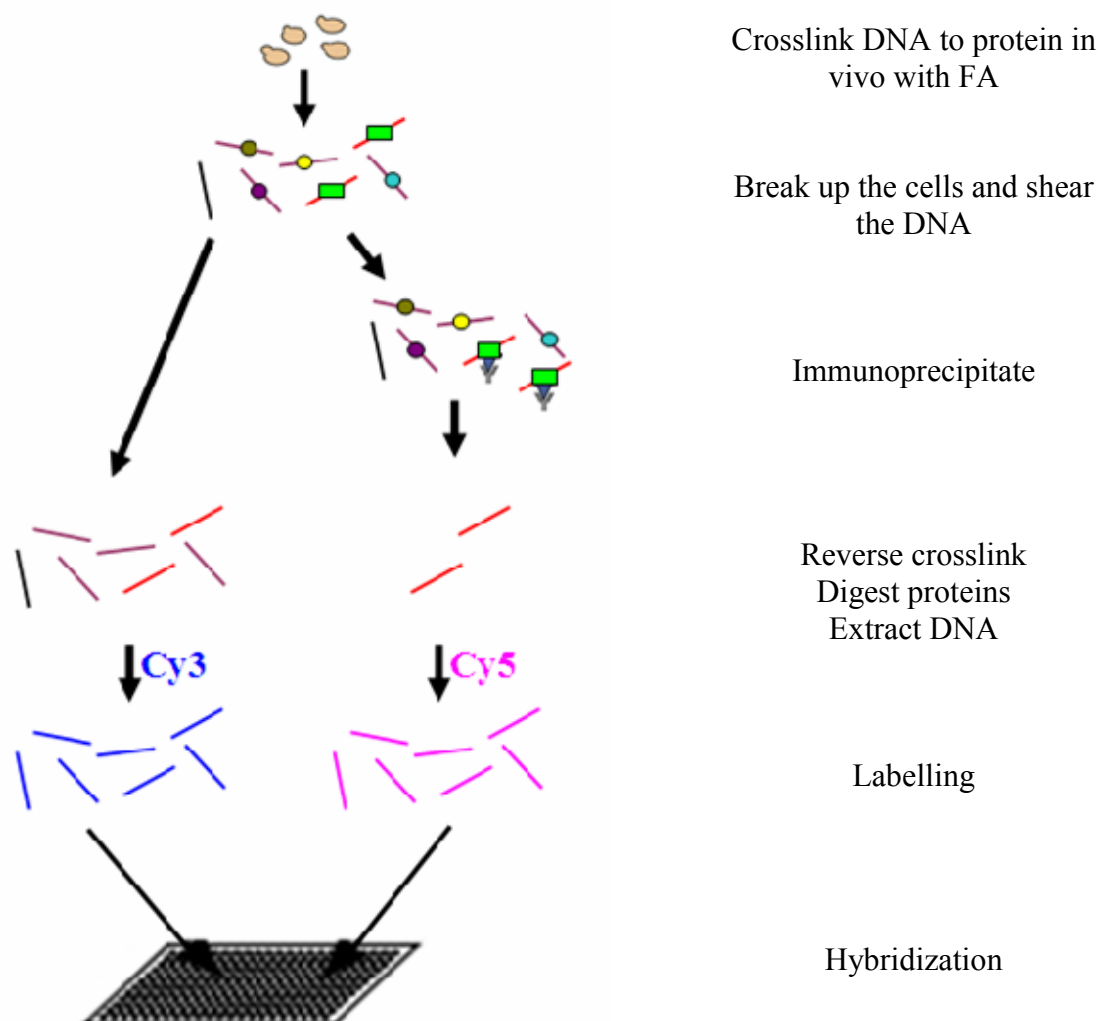 Crosslink DNA to protein in
vivo with FA
Break up the cells and shear
the DNA
Immunoprecipitate
Reverse crosslink
Digest proteins
Extract DNA
Cy3
Cy5
Labelling
Hybridization